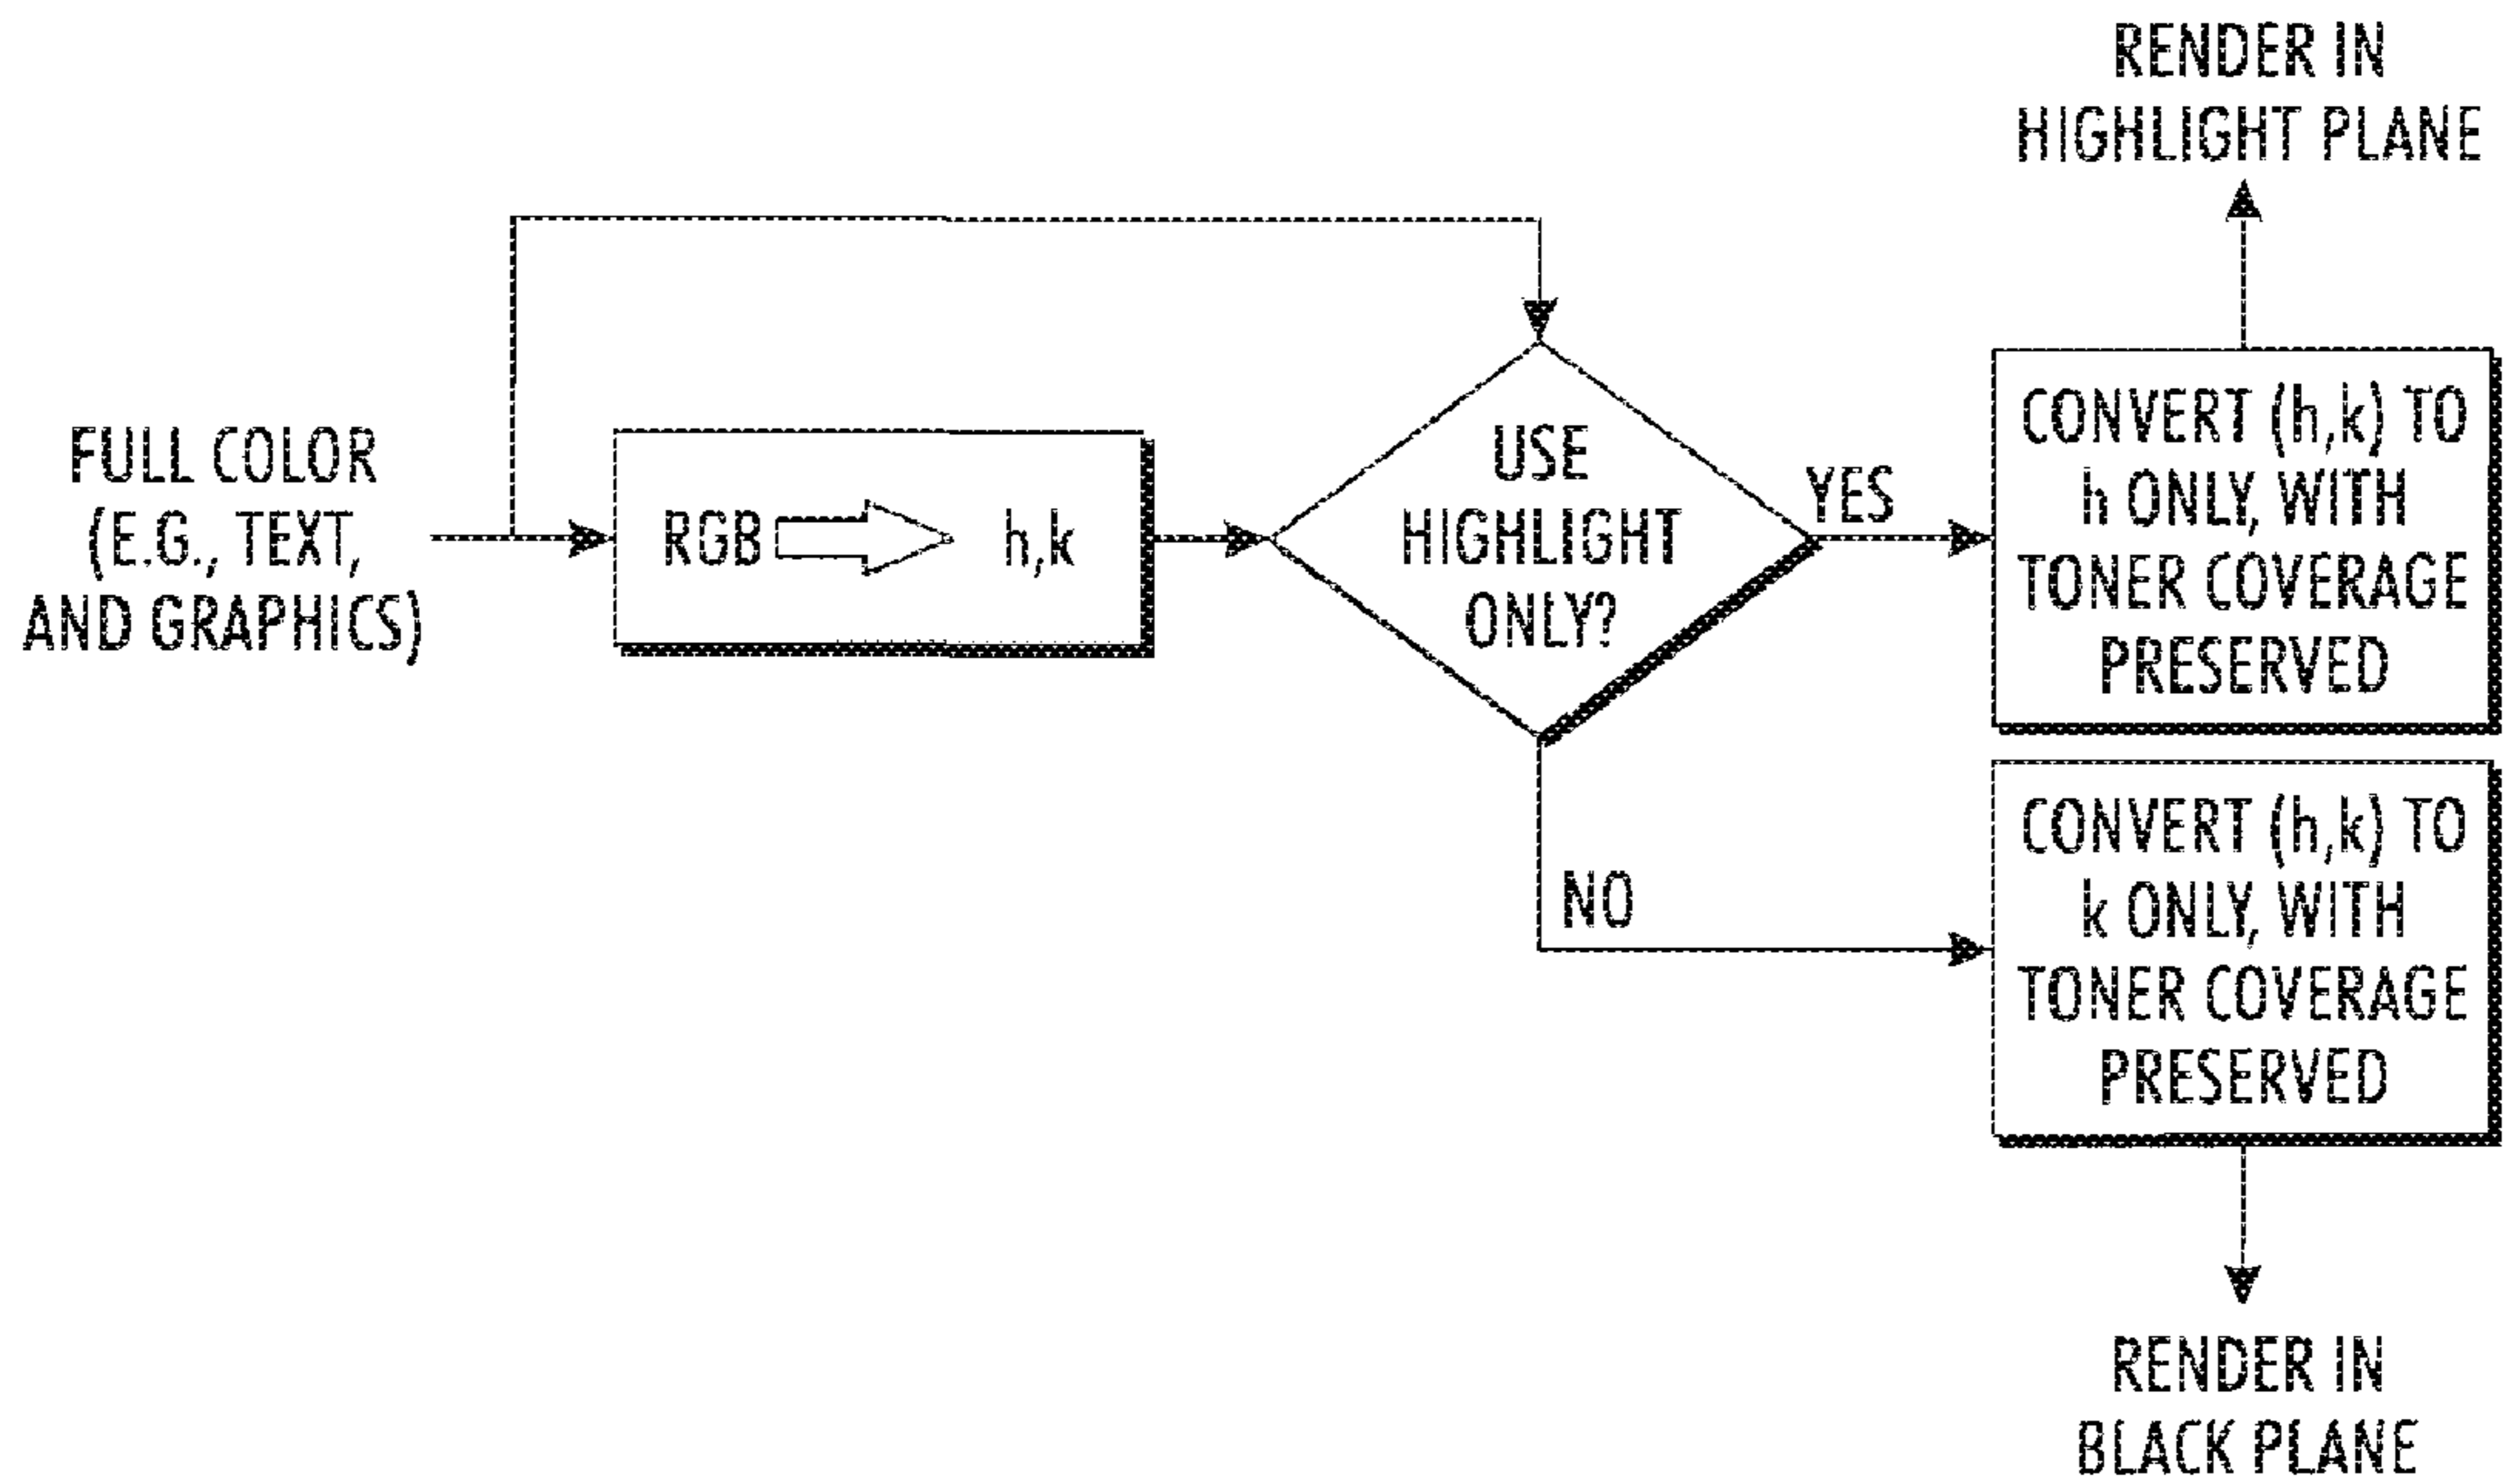 FULL COLOR
(E.G., TEXT,
AND GRAPHICS)
RGB h,k
USE
HIGHLIGHT
ONLY?
YES
NO
RENDER IN
HIGHLIGHT PLANE
CONVERT (h,k) TO
h ONLY, WITH
TONER COVERAGE
PRESERVED
CONVERT (h,k) TO
k ONLY, WITH
TONER COVERAGE
PRESERVED
RENDER IN
BLACK PLANE